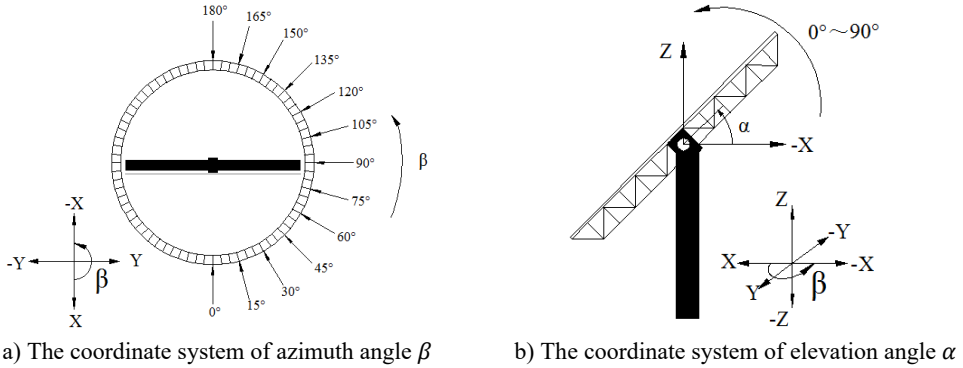 180°
165°
150°
135°
120°
105°
90°
75°
60°
45°
30°
15°
0°
β
-X
-Y
Y
β
X
0°～90°
Z
α
-X
Z
-Y
X
-X
Y
β
-Z
a) The coordinate system of azimuth angle β
b) The coordinate system of elevation angle α